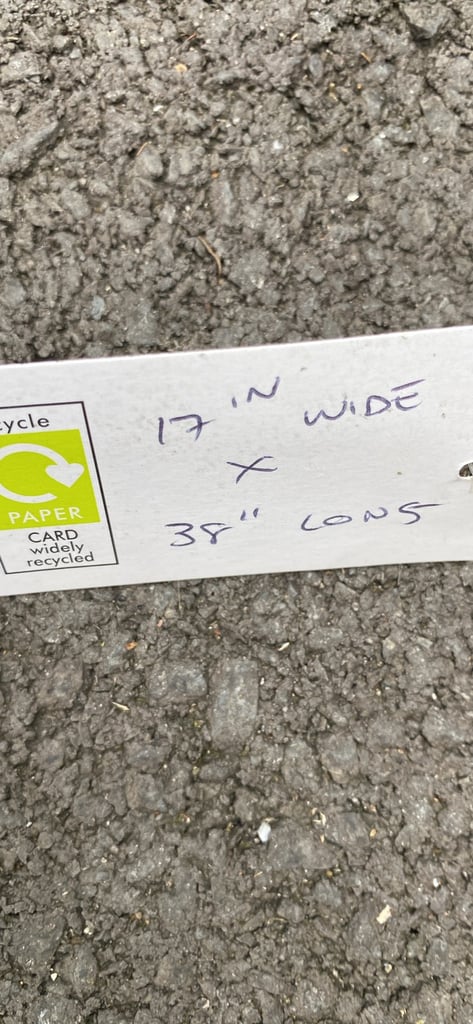 cycle
PAPER
CARD
widely
recycled
17 IN WIDE
X
38" LONG